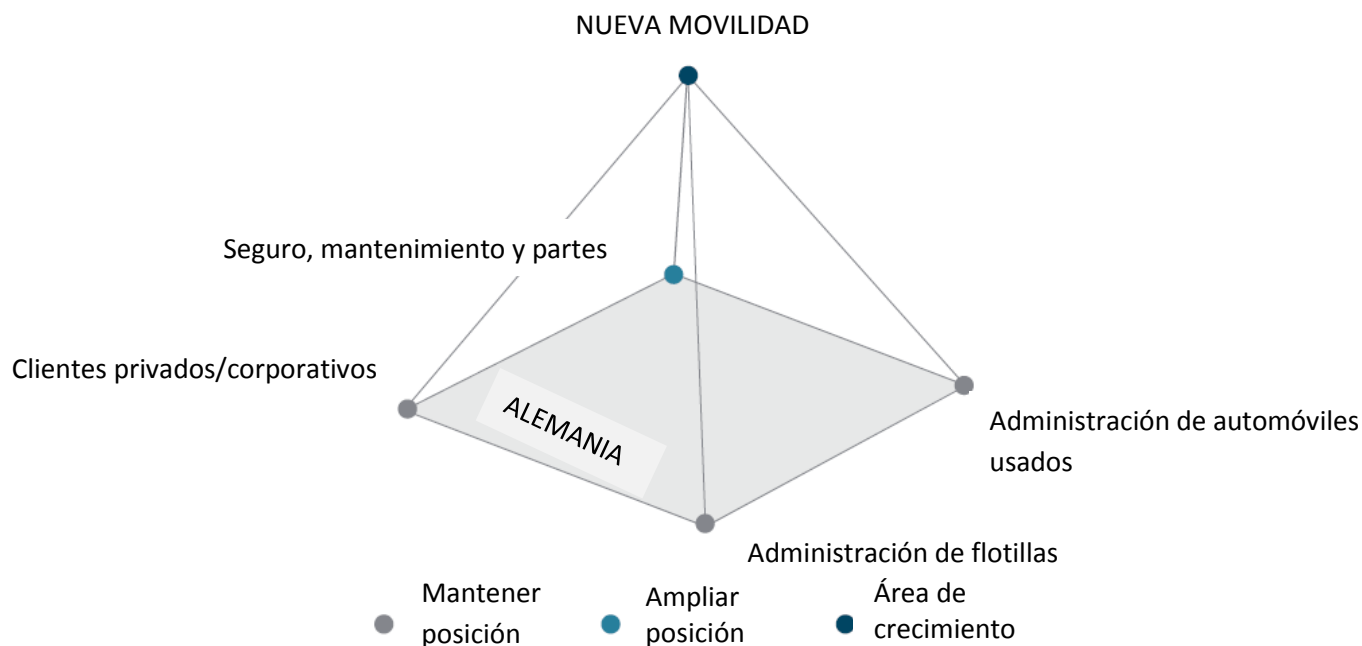 NUEVA MOVILIDAD
Seguro, mantenimiento y partes
Clientes privados/corporativos
ALEMANIA
Administración de automóviles
usados
Administración de flotillas
Mantener
posición
Ampliar
posición
Área de
crecimiento